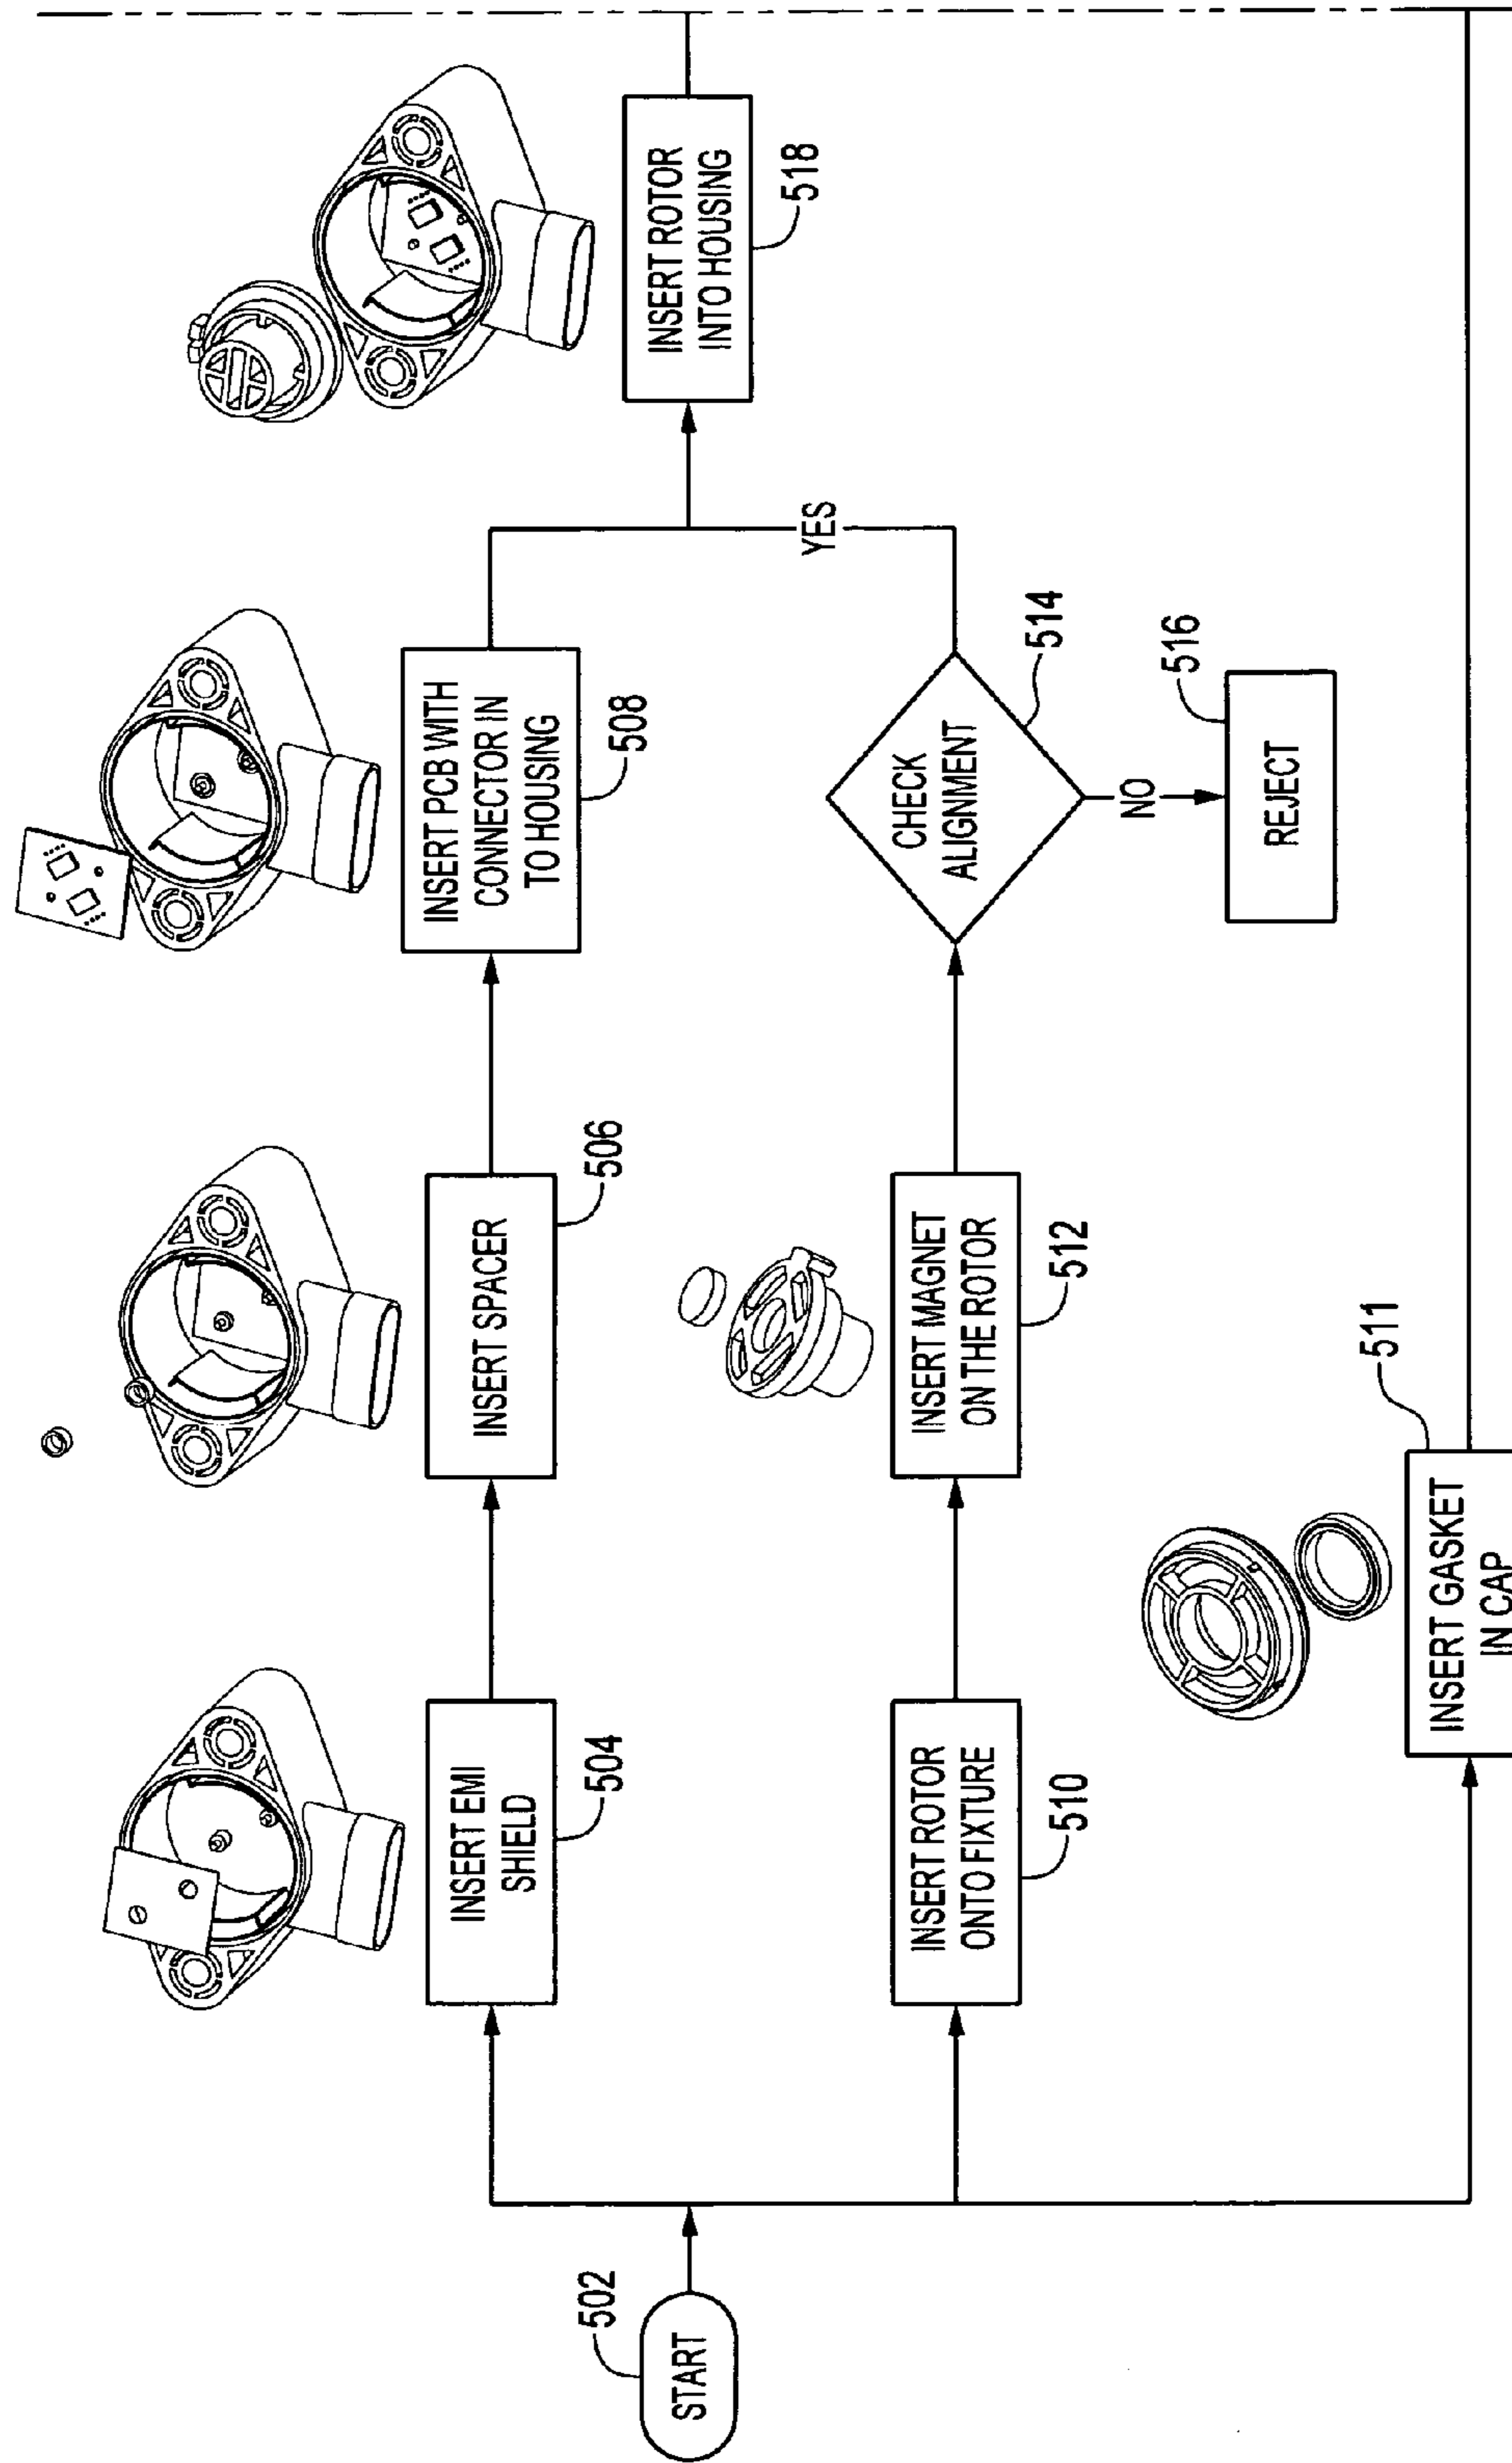 START
502
INSERT EMI
SHIELD
504
INSERT SPACER
506
INSERT PCB WITH
CONNECTOR IN
TO HOUSING
508
INSERT ROTOR
ONTO FIXTURE
510
INSERT MAGNET
ON THE ROTOR
512
CHECK
ALIGNMENT
514
YES
NO
REJECT
516
INSERT ROTOR
INTO HOUSING
518
INSERT GASKET
IN CAP
511